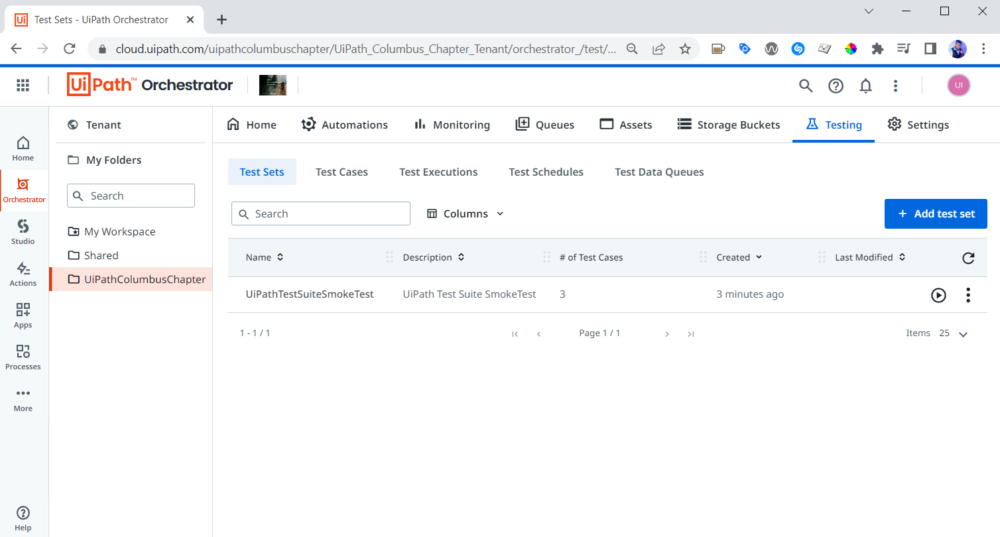 Test Sets - UiPath Orchestrator
cloud.uipath.com/uipathcolumbuschapter/UiPath_Columbus_Chapter_Tenant/orchestrator_/test/...
UiPath™ Orchestrator
UI
Home
Orchestrator
Studio
Actions
Apps
Processes
More
Help
Tenant
My Folders
Search
My Workspace
Shared
UiPathColumbusChapter
Home Automations Monitoring Queues Assets Storage Buckets Testing Settings
Test Sets Test Cases Test Executions Test Schedules Test Data Queues
Search Columns + Add test set
Name Description # of Test Cases Created Last Modified
UiPathTestSuiteSmokeTest UiPath Test Suite SmokeTest 3 3 minutes ago
1 - 1 / 1 Page 1 / 1 Items 25